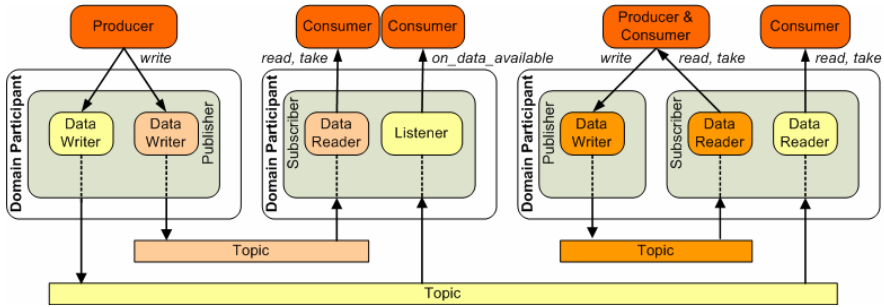 Producer
Consumer
Consumer
Producer &
Consumer
Consumer
write
read, take
on_data_available
write
read, take
read, take
Domain Participant
Data
Writer
Data
Writer
Publisher
Domain Participant
Subscriber
Data
Reader
Listener
Domain Participant
Publisher
Data
Writer
Subscriber
Data
Reader
Data
Reader
Topic
Topic
Topic